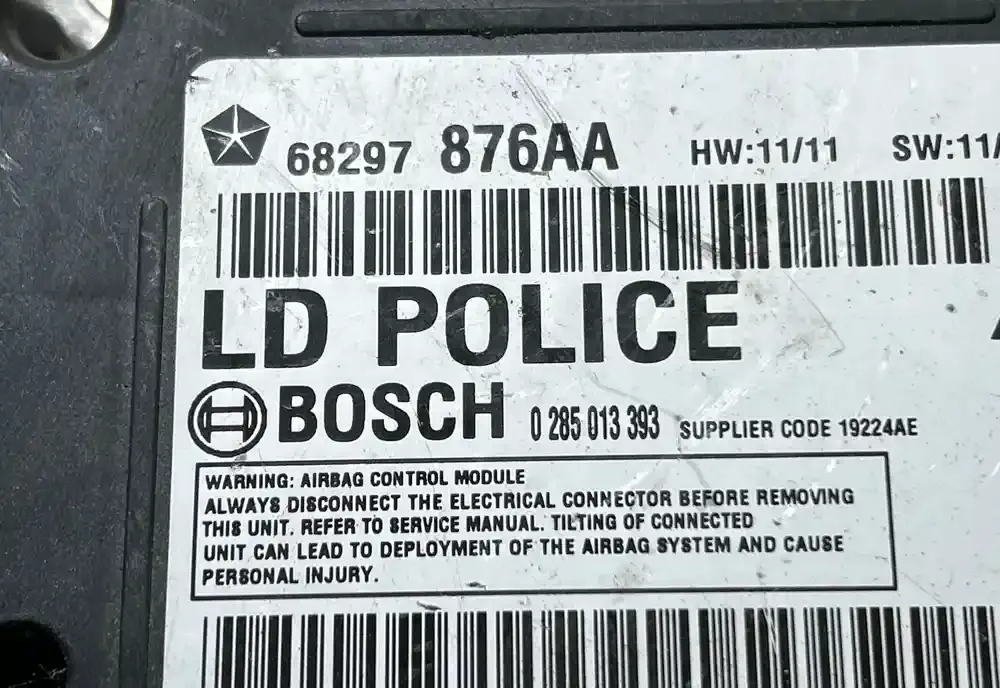 68297 876AA HW:11/11 SW:11/
LD POLICE
BOSCH 0 285 013 393 SUPPLIER CODE 19224AE
WARNING: AIRBAG CONTROL MODULE
ALWAYS DISCONNECT THE ELECTRICAL CONNECTOR BEFORE REMOVING
THIS UNIT. REFER TO SERVICE MANUAL. TILTING OF CONNECTED
UNIT CAN LEAD TO DEPLOYMENT OF THE AIRBAG SYSTEM AND CAUSE
PERSONAL INJURY.